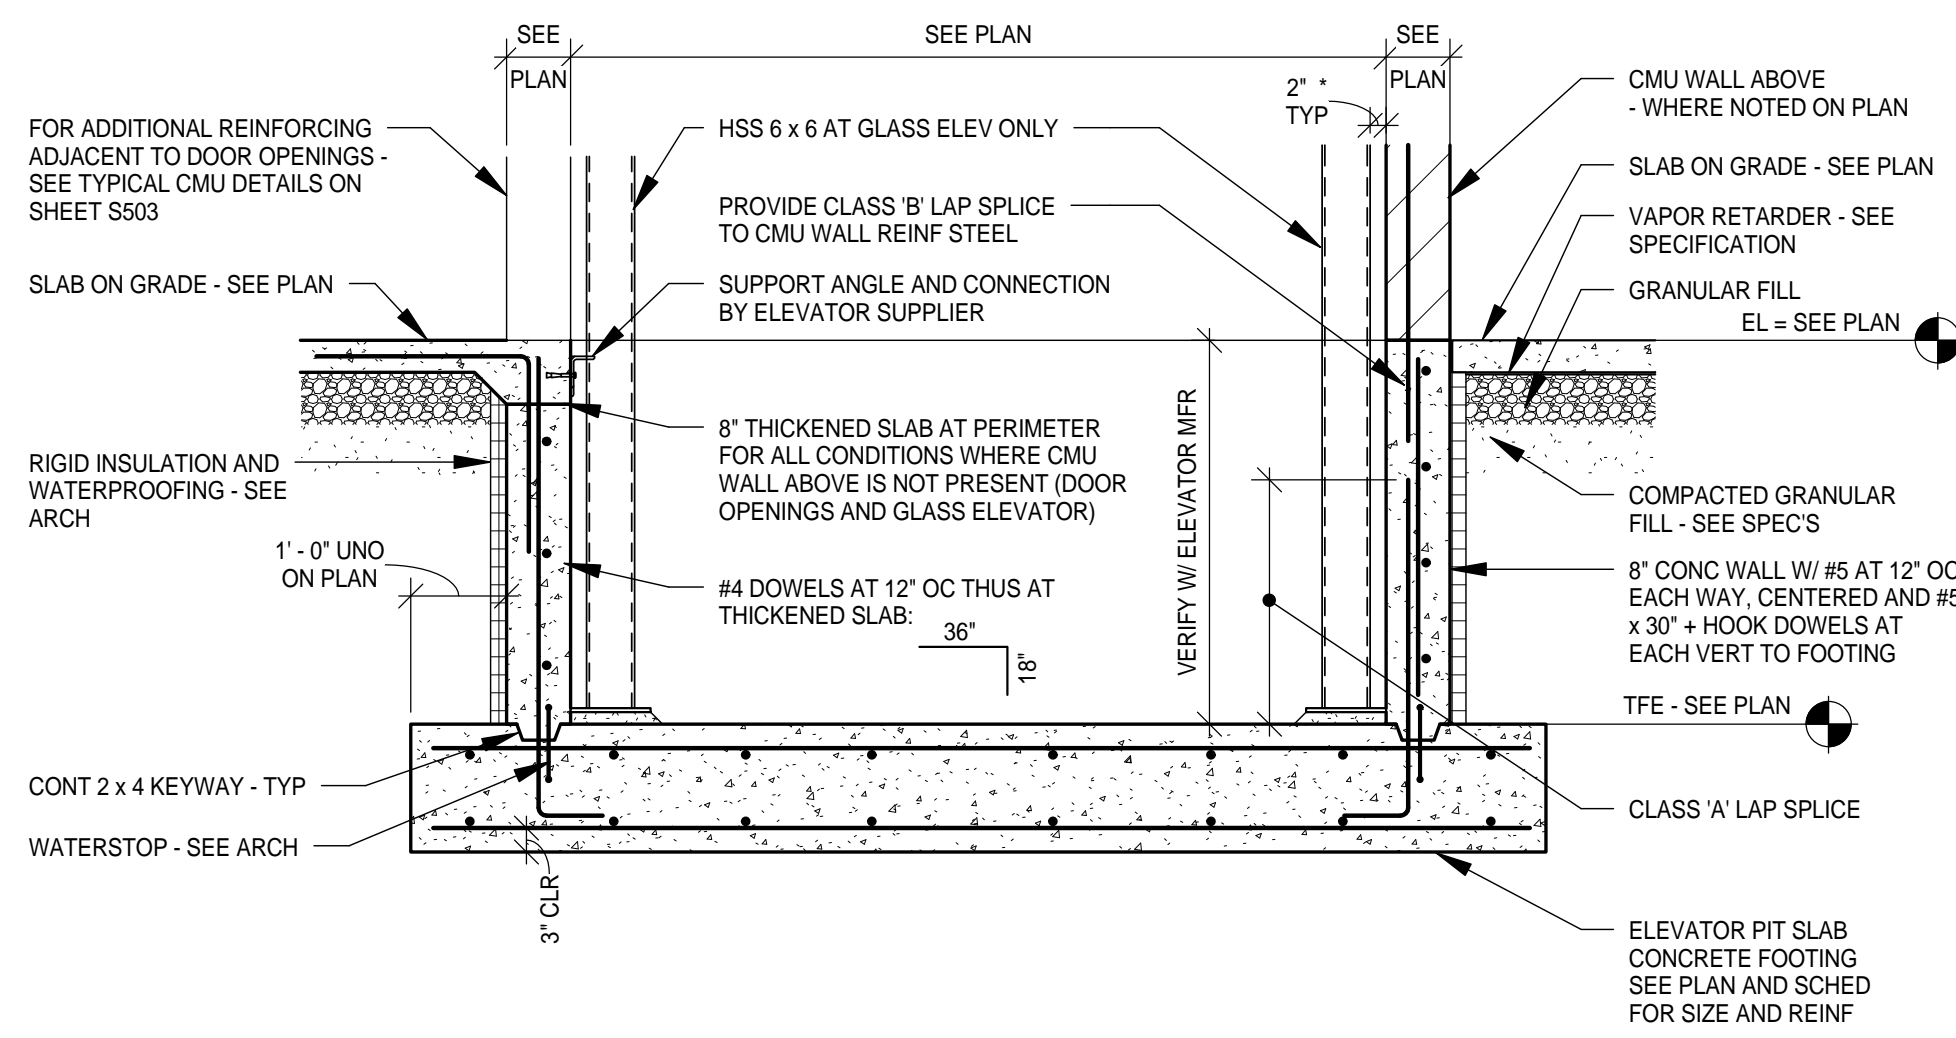 SEE
PLAN
SEE PLAN
SEE
PLAN
2" *
TYP
FOR ADDITIONAL REINFORCING
ADJACENT TO DOOR OPENINGS -
SEE TYPICAL CMU DETAILS ON
SHEET S503
SLAB ON GRADE - SEE PLAN
RIGID INSULATION AND
WATERPROOFING - SEE
ARCH
1' - 0" UNO
ON PLAN
CONT 2 x 4 KEYWAY - TYP
WATERSTOP - SEE ARCH
3" CLR
HSS 6 x 6 AT GLASS ELEV ONLY
PROVIDE CLASS 'B' LAP SPLICE
TO CMU WALL REINF STEEL
SUPPORT ANGLE AND CONNECTION
BY ELEVATOR SUPPLIER
8" THICKENED SLAB AT PERIMETER
FOR ALL CONDITIONS WHERE CMU
WALL ABOVE IS NOT PRESENT (DOOR
OPENINGS AND GLASS ELEVATOR)
#4 DOWELS AT 12" OC THUS AT
THICKENED SLAB:
36"
18"
VERIFY W/ ELEVATOR MFR
CMU WALL ABOVE
- WHERE NOTED ON PLAN
SLAB ON GRADE - SEE PLAN
VAPOR RETARDER - SEE
SPECIFICATION
GRANULAR FILL
EL = SEE PLAN
COMPACTED GRANULAR
FILL - SEE SPEC'S
8" CONC WALL W/ #5 AT 12" OC
EACH WAY, CENTERED AND #5
x 30" + HOOK DOWELS AT
EACH VERT TO FOOTING
TFE - SEE PLAN
CLASS 'A' LAP SPLICE
ELEVATOR PIT SLAB
CONCRETE FOOTING
SEE PLAN AND SCHED
FOR SIZE AND REINF